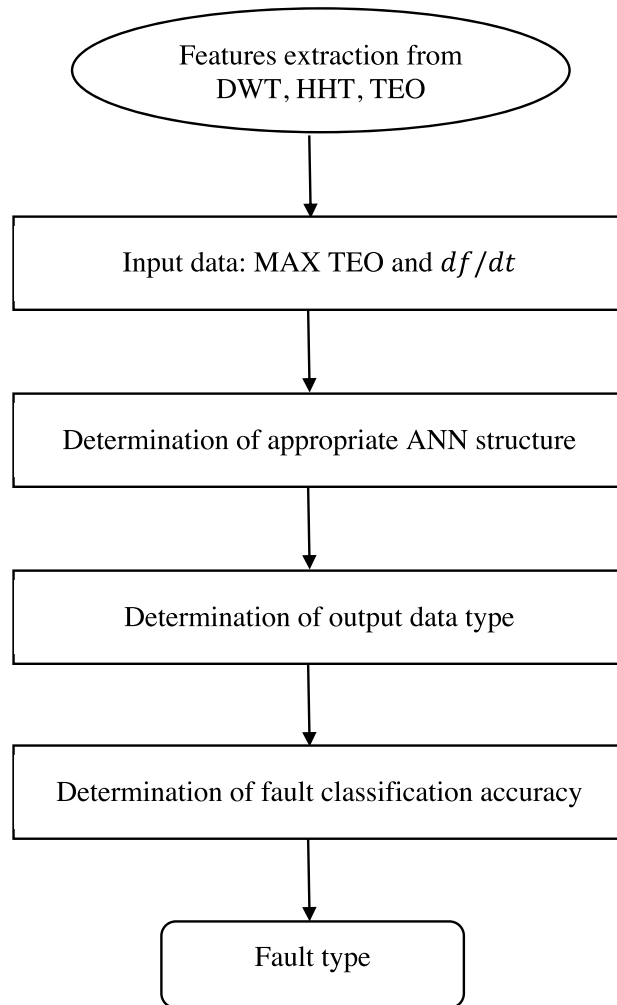 Features extraction from
DWT, HHT, TEO
Input data: MAX TEO and df/dt
Determination of appropriate ANN structure
Determination of output data type
Determination of fault classification accuracy
Fault type